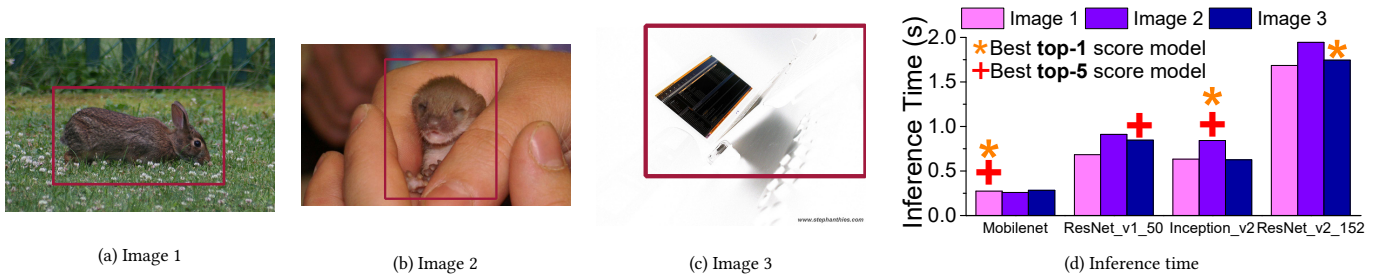 Image 1 Image 2 Image 3
*Best top-1 score model
+Best top-5 score model
Inference Time (s)
2.0
1.5
1.0
0.5
0.0
Mobilenet ResNet_v1_50 Inception_v2 ResNet_v2_152
www.stephanthies.com
(a) Image 1
(b) Image 2
(c) Image 3
(d) Inference time